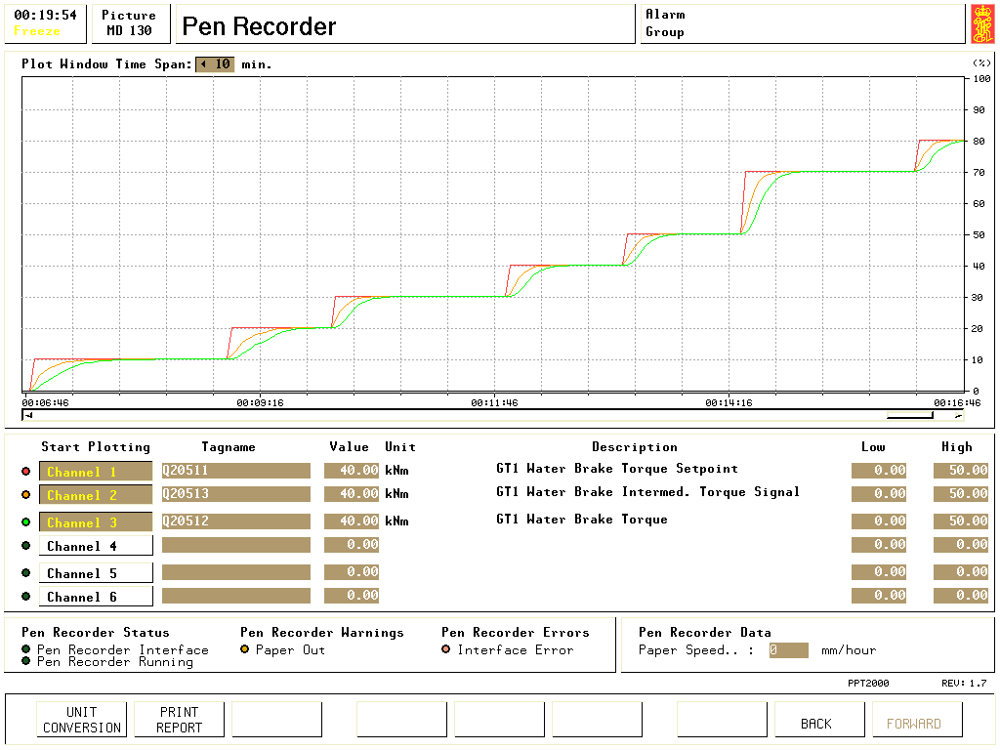 00:19:54
Freeze
Picture
MD 130
Pen Recorder
Alarm
Group
Plot Window Time Span: 10 min.
(%)
100
90
80
70
60
50
40
30
20
10
0
00:06:46 00:09:16 00:11:46 00:14:16 00:16:46
Start Plotting Tagname Value Unit Description Low High
Channel 1 Q20511 40.00 kNm GT1 Water Brake Torque Setpoint 0.00 50.00
Channel 2 Q20513 40.00 kNm GT1 Water Brake Intermed. Torque Signal 0.00 50.00
Channel 3 Q20512 40.00 kNm GT1 Water Brake Torque 0.00 50.00
Channel 4 0.00 0.00 0.00
Channel 5 0.00 0.00 0.00
Channel 6 0.00 0.00 0.00
Pen Recorder Status Pen Recorder Warnings Pen Recorder Errors Pen Recorder Data
Pen Recorder Interface Paper Out Interface Error Paper Speed.. : 0 mm/hour
Pen Recorder Running
PPT2000 REV: 1.7
UNIT
CONVERSION
PRINT
REPORT
BACK
FORWARD